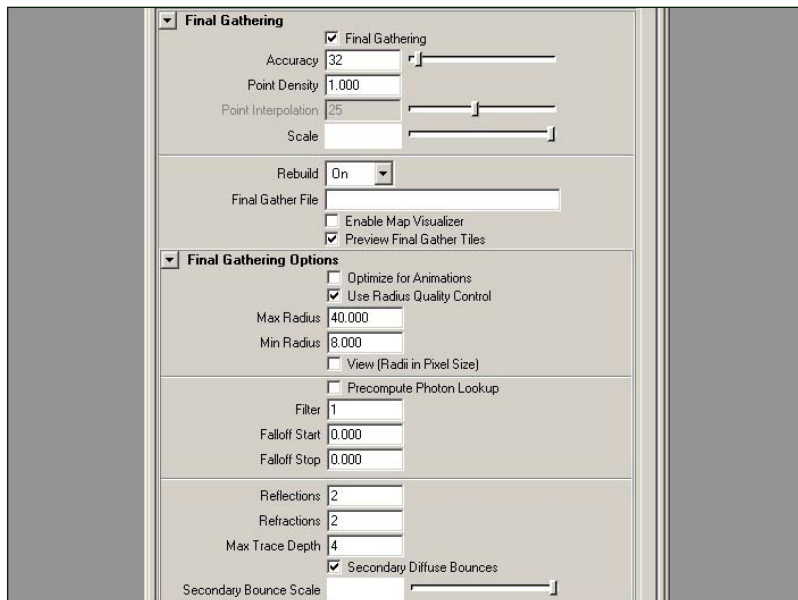 Final Gathering
Final Gathering
Accuracy 32
Point Density 1.000
Point Interpolation 25
Scale
Rebuild On
Final Gather File
Enable Map Visualizer
Preview Final Gather Tiles
Final Gathering Options
Optimize for Animations
Use Radius Quality Control
Max Radius 40.000
Min Radius 8.000
View (Radii in Pixel Size)
Precompute Photon Lookup
Filter 1
Falloff Start 0.000
Falloff Stop 0.000
Reflections 2
Refractions 2
Max Trace Depth 4
Secondary Diffuse Bounces
Secondary Bounce Scale